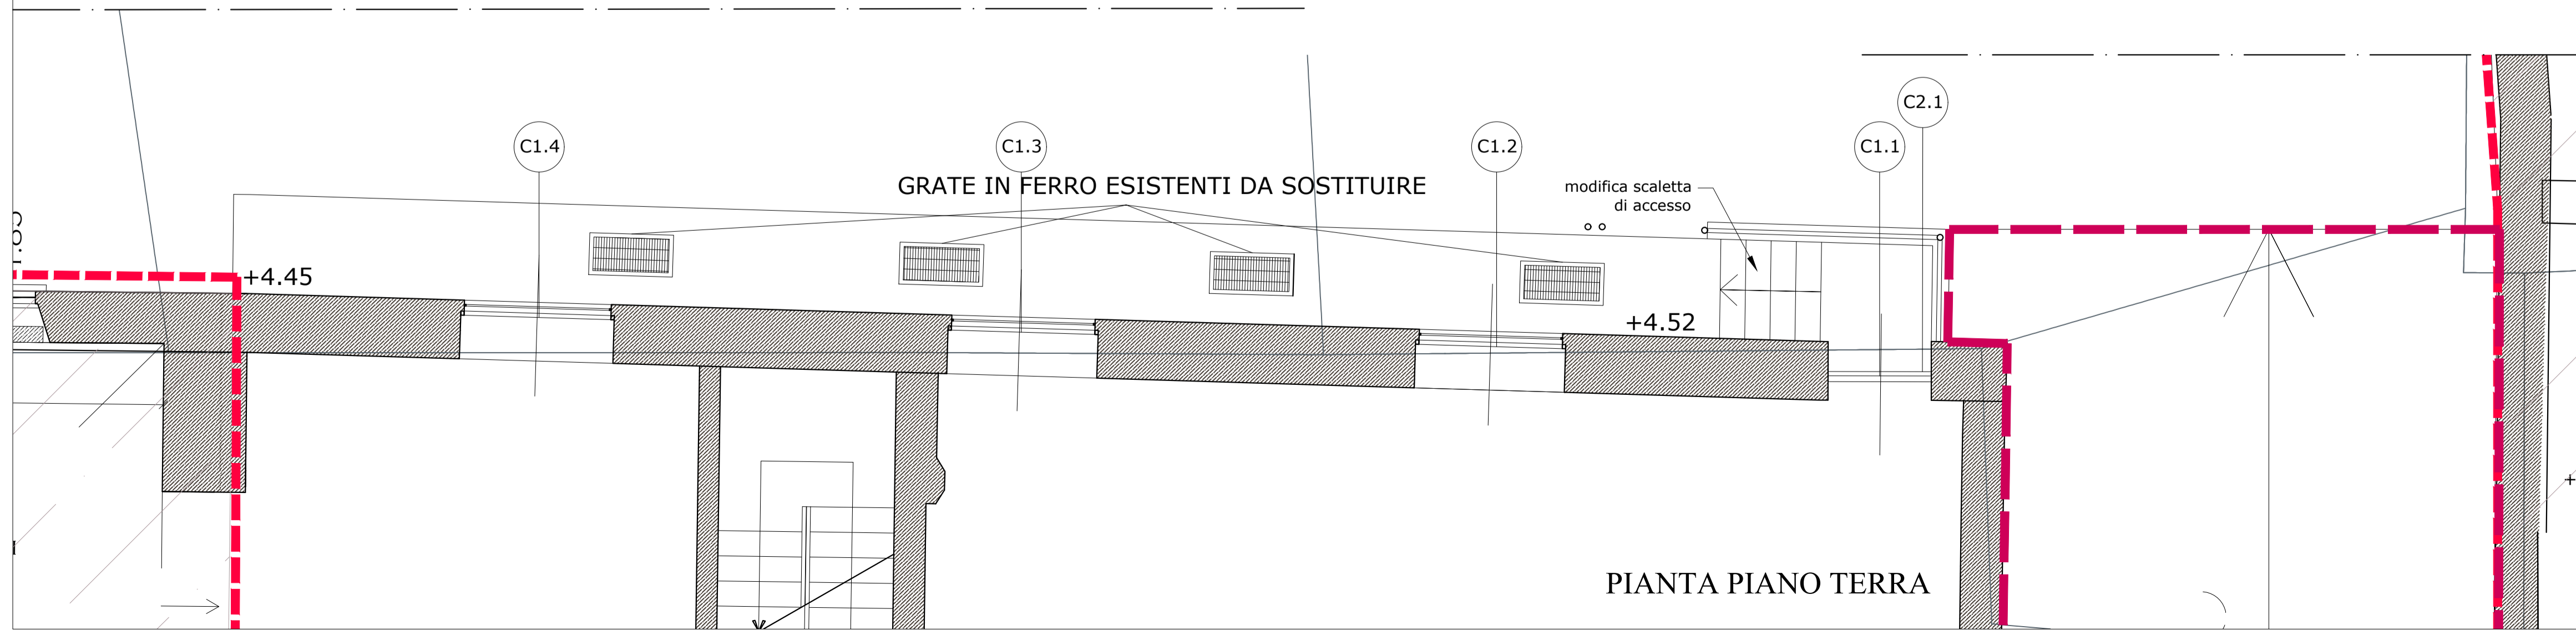 C2.1
C1.4
C1.3
C1.2
C1.1
GRATE IN FERRO ESISTENTI DA SOSTITUIRE
modifica scaletta
di accesso
+4.45
+4.52
PIANTA PIANO TERRA